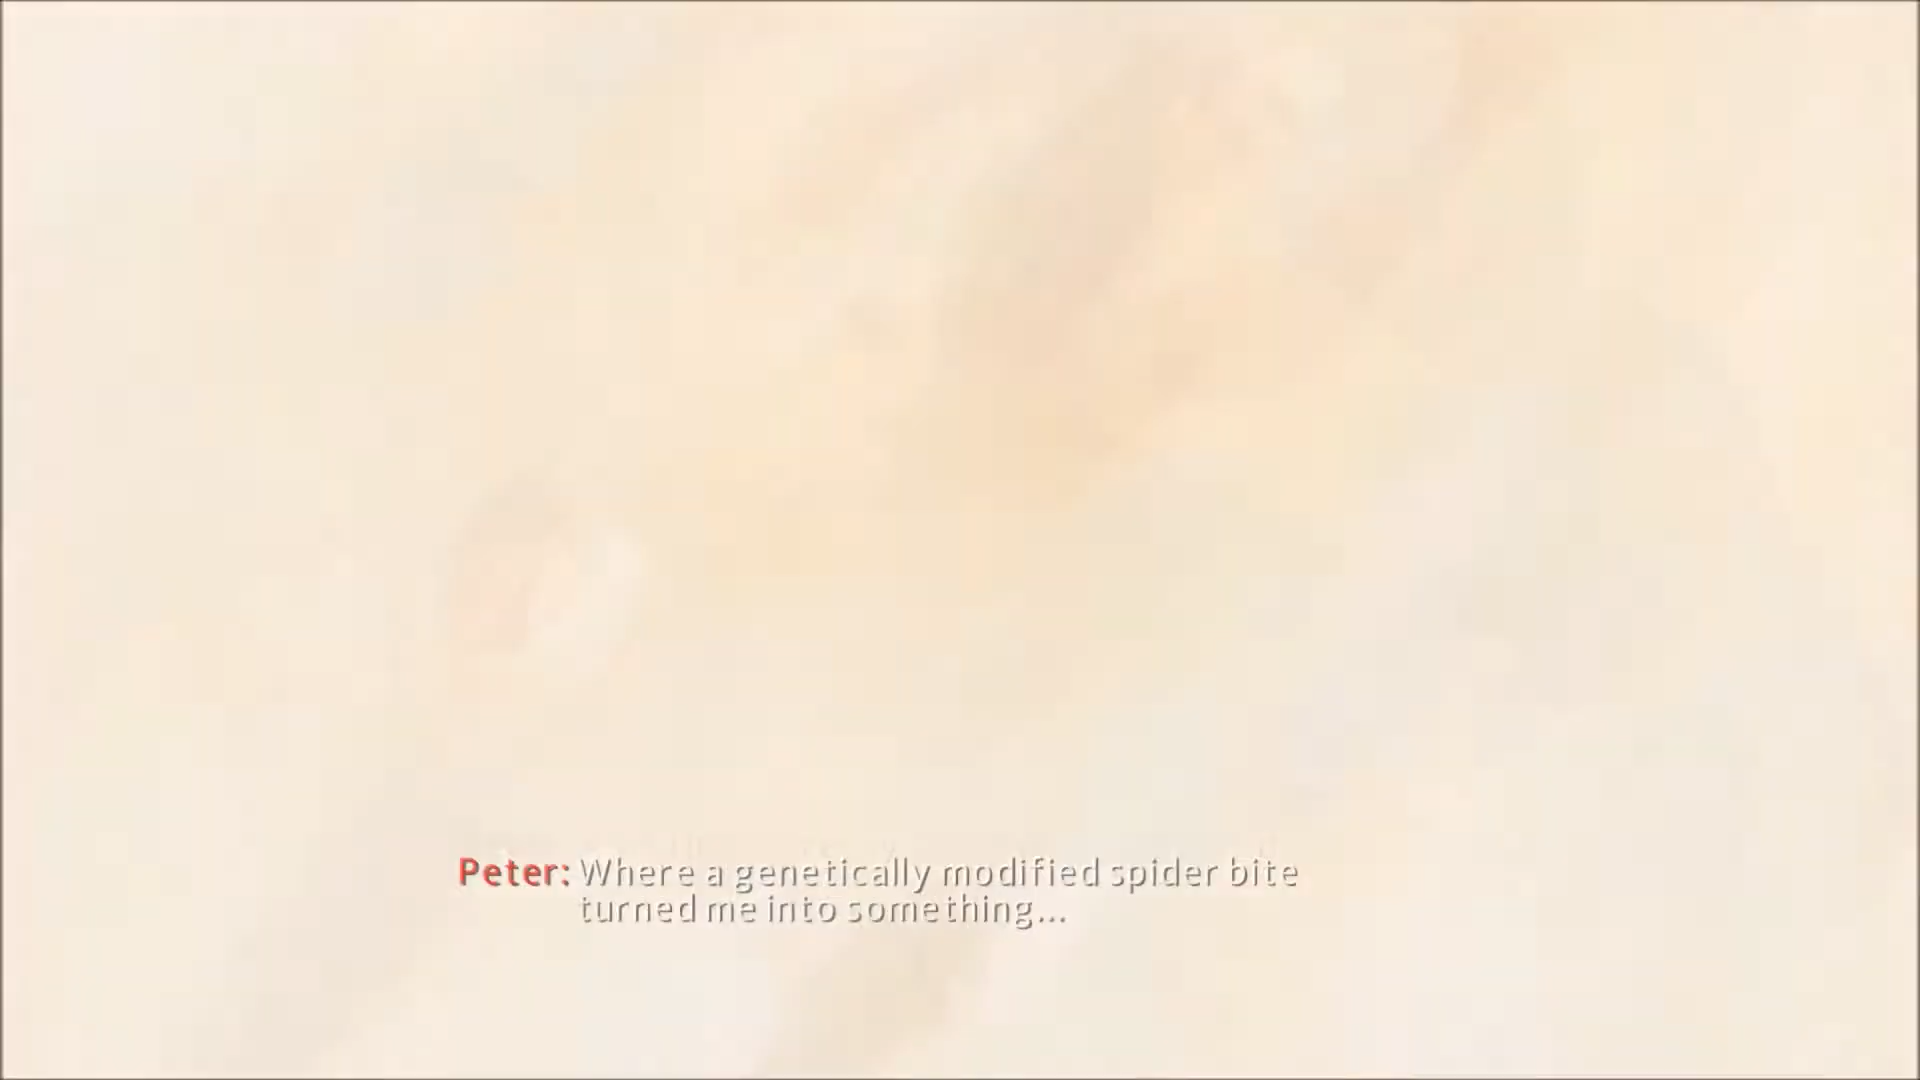 Peter: Where a genetically modified spider bite
turned me into something...